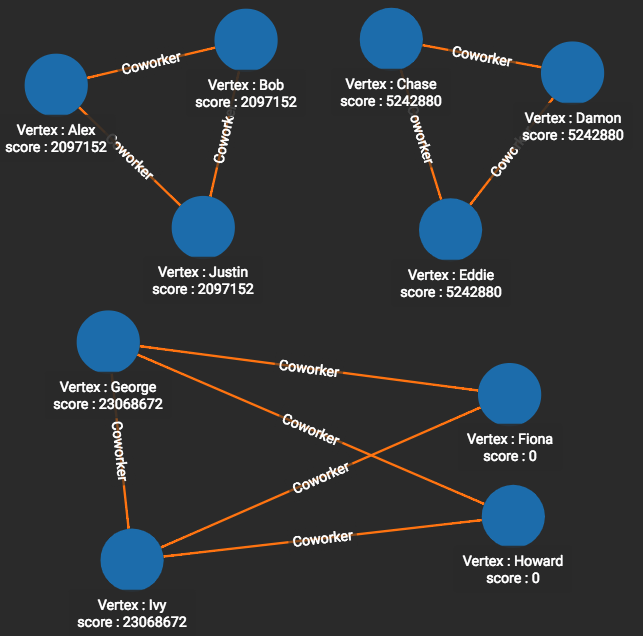 Coworker
Vertex : Bob
score : 2097152
Vertex : Alex
score : 2097152
Coworker
Coworker
Vertex : Justin
score : 2097152
Coworker
Vertex : Chase
score : 5242880
Vertex : Damon
score : 5242880
Coworker
Coworker
Vertex : Eddie
score : 5242880
Coworker
Vertex : George
score : 23068672
Coworker
Coworker
Vertex : Fiona
score : 0
Coworker
Coworker
Vertex : Howard
score : 0
Vertex : Ivy
score : 23068672